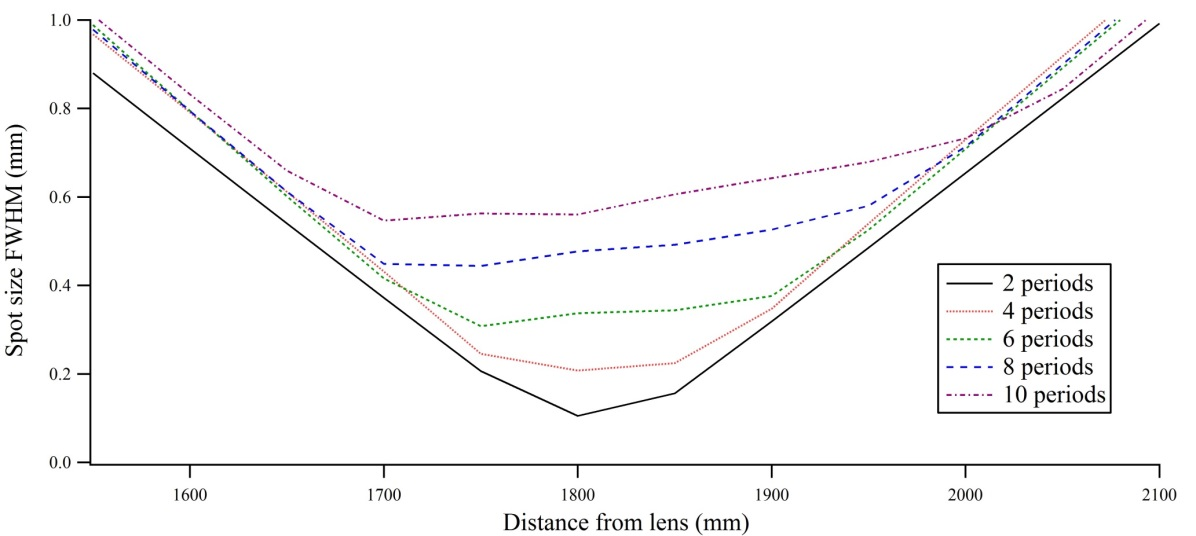 Spot size FWHM (mm)
1.0
0.8
0.6
0.4
0.2
0.0
2 periods
4 periods
6 periods
8 periods
10 periods
1600 1700 1800 1900 2000 2100
Distance from lens (mm)